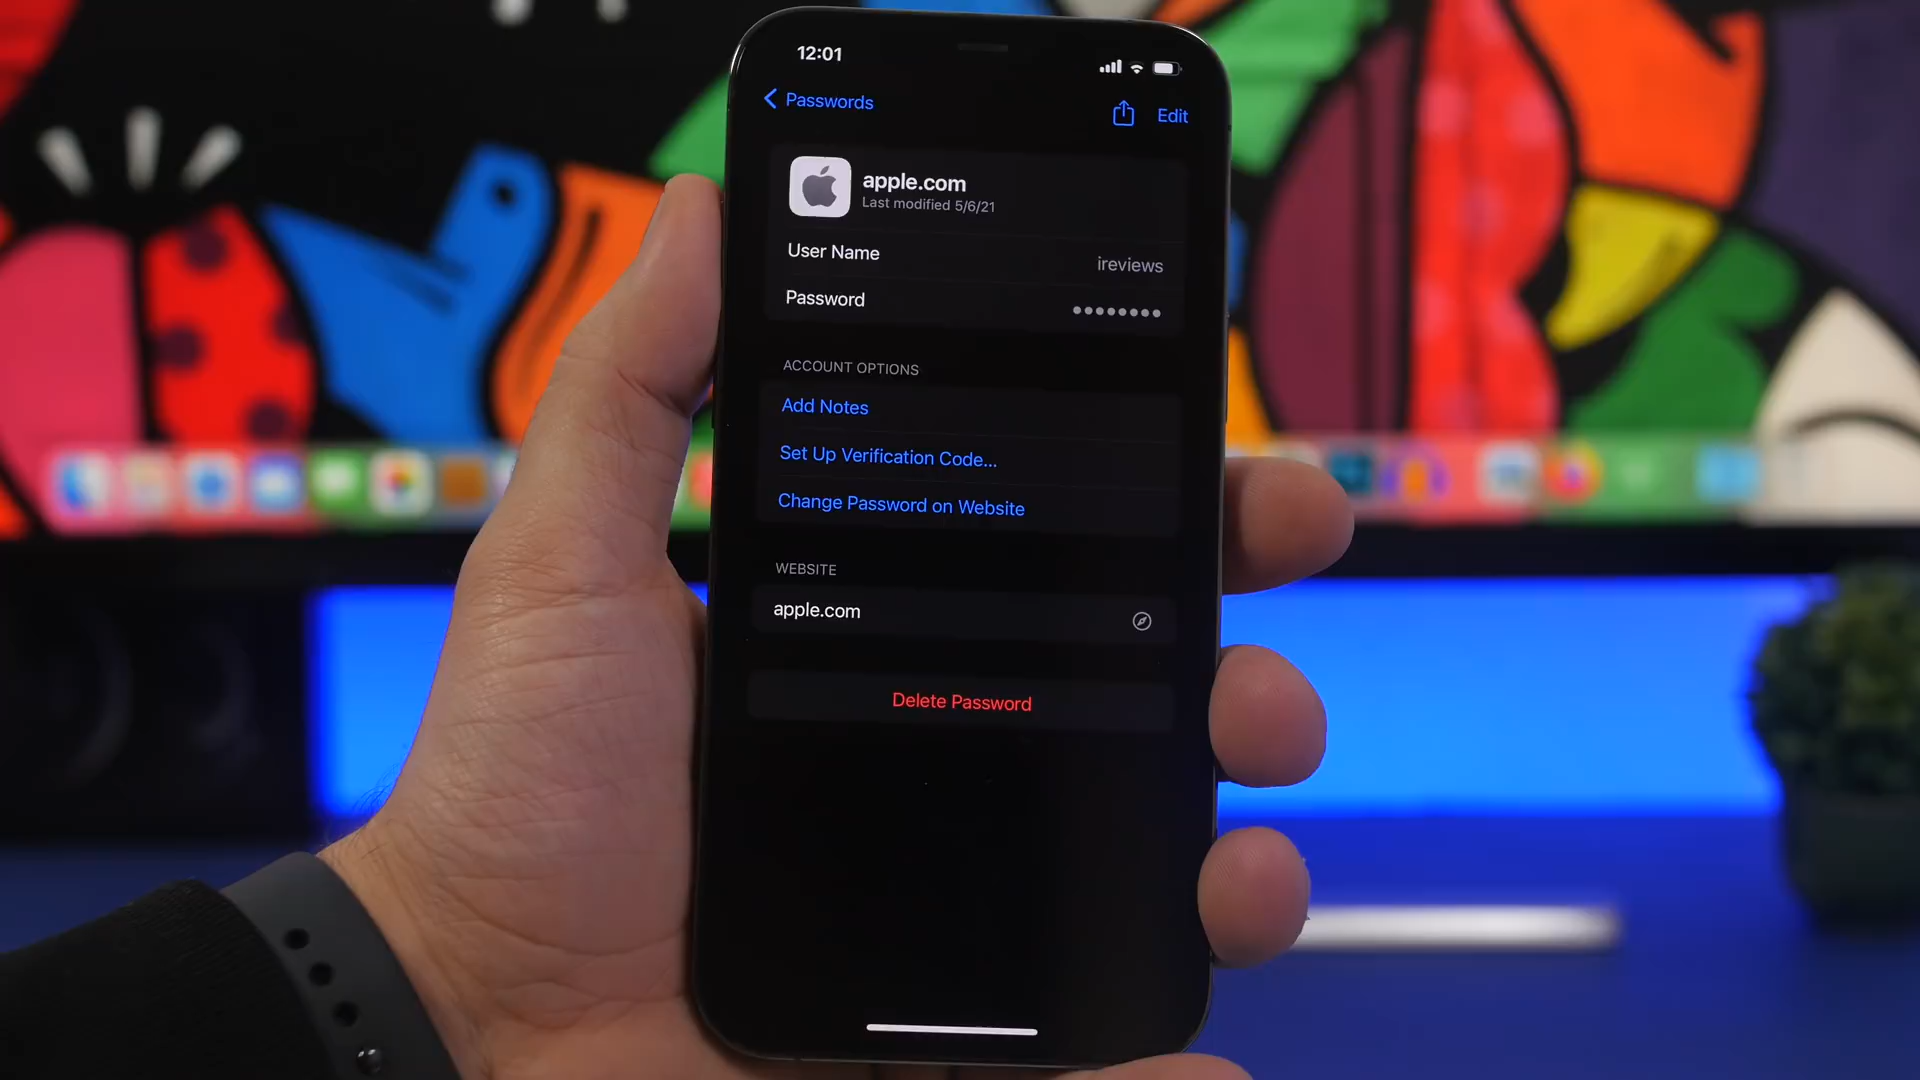 12:01
Passwords
Edit
apple.com
Last modified 5/6/21
User Name
ireviews
Password
ACCOUNT OPTIONS
Add Notes
Set Up Verification Code...
Change Password on Website
WEBSITE
apple.com
Delete Password